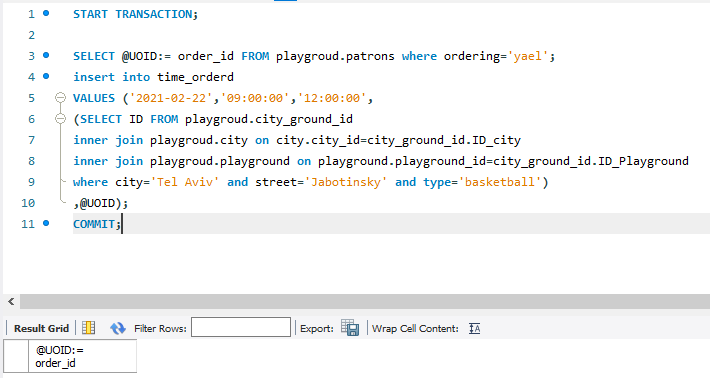 1 START TRANSACTION;
2
3 SELECT @UOID:= order_id FROM playgroud.patrons where ordering='yael';
4 insert into time_orderd
5 VALUES ('2021-02-22','09:00:00','12:00:00',
6 (SELECT ID FROM playgroud.city_ground_id
7 inner join playgroud.city on city.city_id=city_ground_id.ID_city
8 inner join playgroud.playground on playground.playground_id=city_ground_id.ID_Playground
9 where city='Tel Aviv' and street='Jabotinsky' and type='basketball')
10 ,@UOID);
11 COMMIT;
Result Grid Filter Rows: Export: Wrap Cell Content:
@UOID:=
order_id